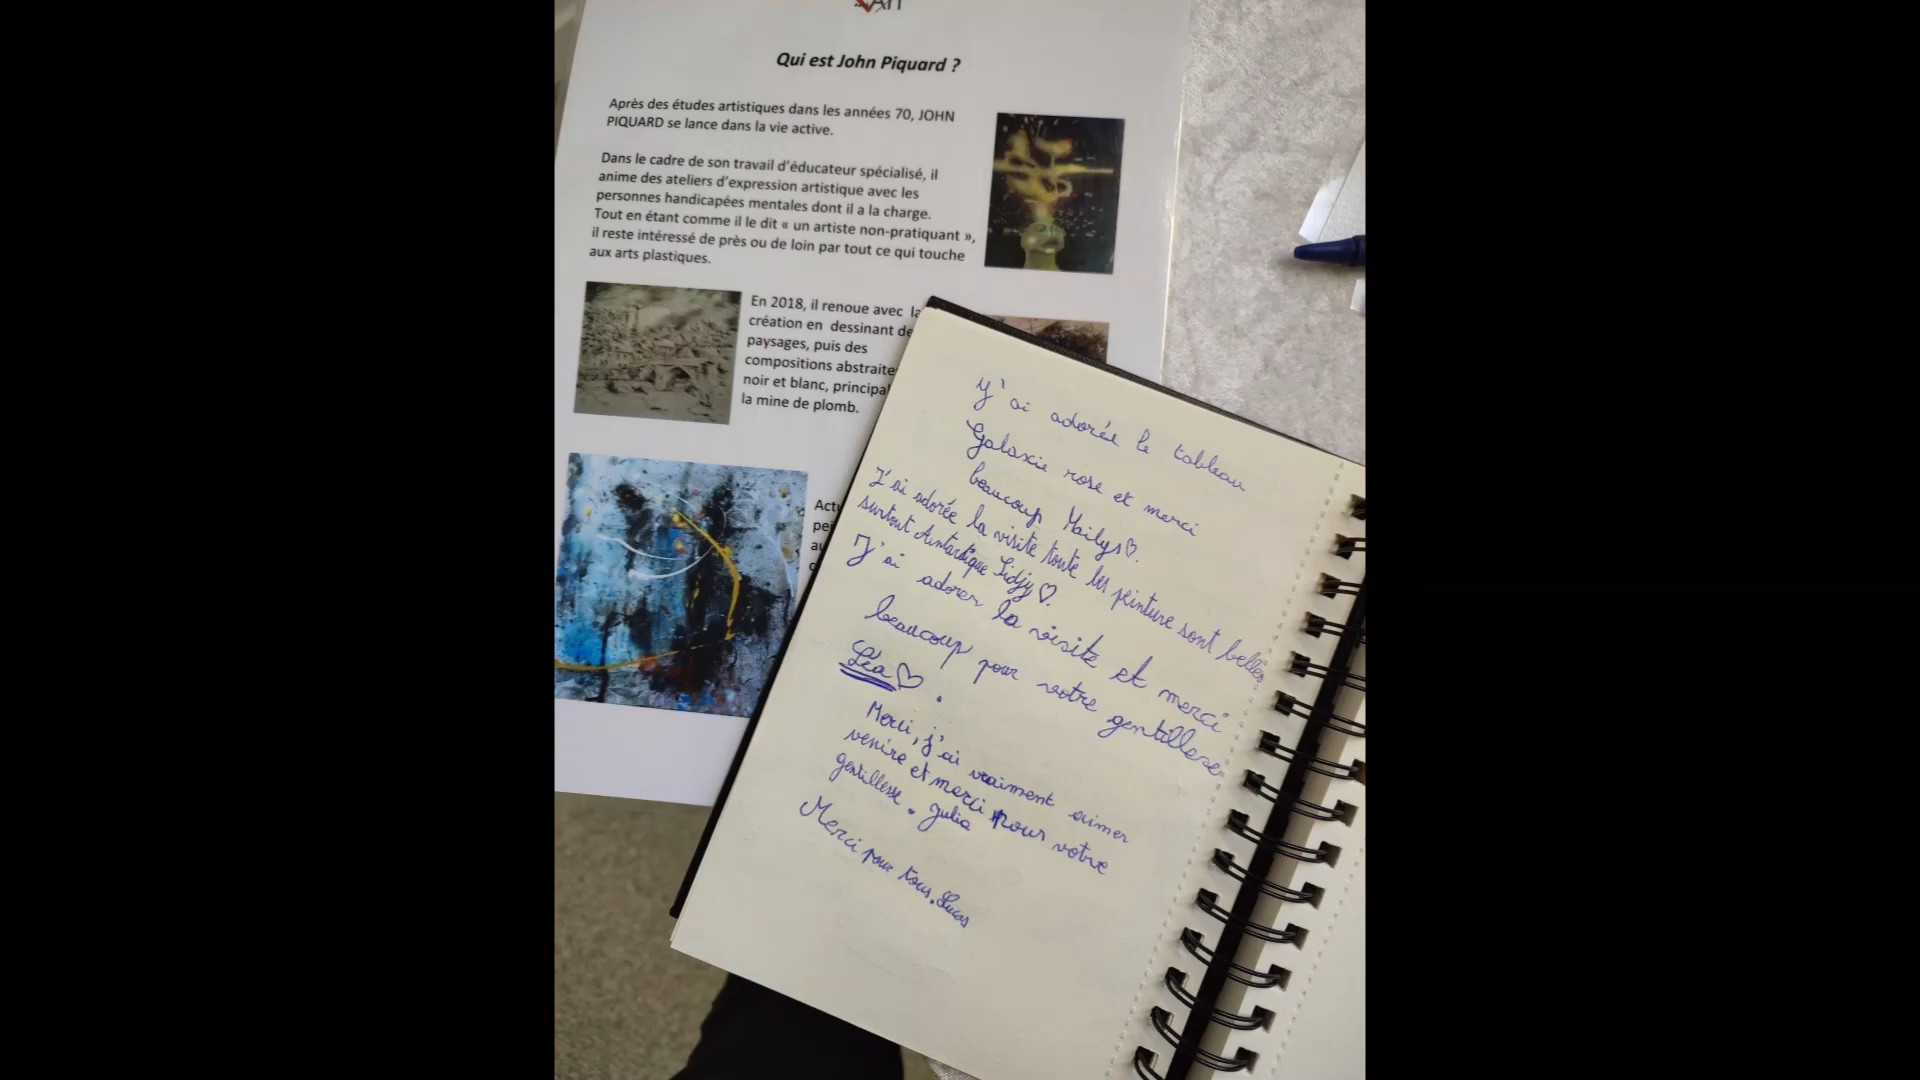 Art
Qui est John Piquard ?
Après des études artistiques dans les années 70, JOHN
PIQUARD se lance dans la vie active.
Dans le cadre de son travail d'éducateur spécialisé, il
anime des ateliers d'expression artistique avec les
personnes handicapées mentales dont il a la charge.
Tout en étant comme il le dit « un artiste non-pratiquant »,
il reste intéressé de près ou de loin par tout ce qui touche
aux arts plastiques.
En 2018, il renoue avec la
création en dessinant de
paysages, puis des
compositions abstraite
noir et blanc, principal
la mine de plomb.
Actu
pei
au
J'ai adorée le tableau
Galaxie rose et merci
beaucoup Maïlys♡.
J'ai adorée la visite toute les peinture sont belles
surtout Antardique Sidjy ♡.
J'ai adorer la visite et merci
beaucoup pour votre gentillesse
Léa♡.
Merci, j'ai vraiment aimer
venire et merci pour votre
gentillesse. Julia
Merci pour tous. Lucas